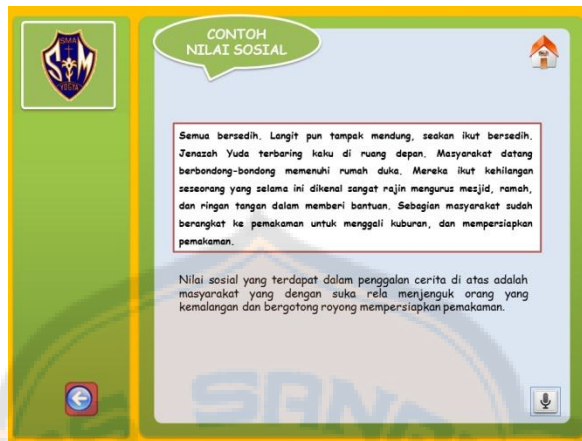 SMA
S M
YOGYA
CONTOH
NILAI SOSIAL
Semua bersedih. Langit pun tampak mendung, seakan ikut bersedih.
Jenazah Yuda terbaring kaku di ruang depan. Masyarakat datang
berbondong-bondong memenuhi rumah duka. Mereka ikut kehilangan
seseorang yang selama ini dikenal sangat rajin mengurus mesjid, ramah,
dan ringan tangan dalam memberi bantuan. Sebagian masyarakat sudah
berangkat ke pemakaman untuk menggali kuburan, dan mempersiapkan
pemakaman.
Nilai sosial yang terdapat dalam penggalan cerita di atas adalah
masyarakat yang dengan suka rela menjenguk orang yang
kemalangan dan bergotong royong mempersiapkan pemakaman.
SANA